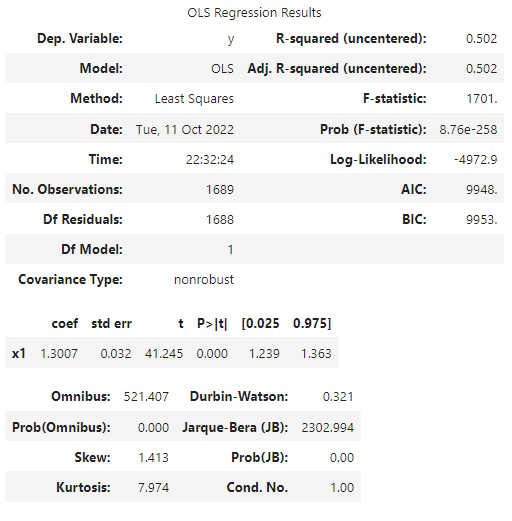 OLS Regression Results
Dep. Variable: y R-squared (uncentered): 0.502
Model: OLS Adj. R-squared (uncentered): 0.502
Method: Least Squares F-statistic: 1701.
Date: Tue, 11 Oct 2022 Prob (F-statistic): 8.76e-258
Time: 22:32:24 Log-Likelihood: -4972.9
No. Observations: 1689 AIC: 9948.
Df Residuals: 1688 BIC: 9953.
Df Model: 1
Covariance Type: nonrobust
coef std err t P>|t| [0.025 0.975]
x1 1.3007 0.032 41.245 0.000 1.239 1.363
Omnibus: 521.407 Durbin-Watson: 0.321
Prob(Omnibus): 0.000 Jarque-Bera (JB): 2302.994
Skew: 1.413 Prob(JB): 0.00
Kurtosis: 7.974 Cond. No. 1.00